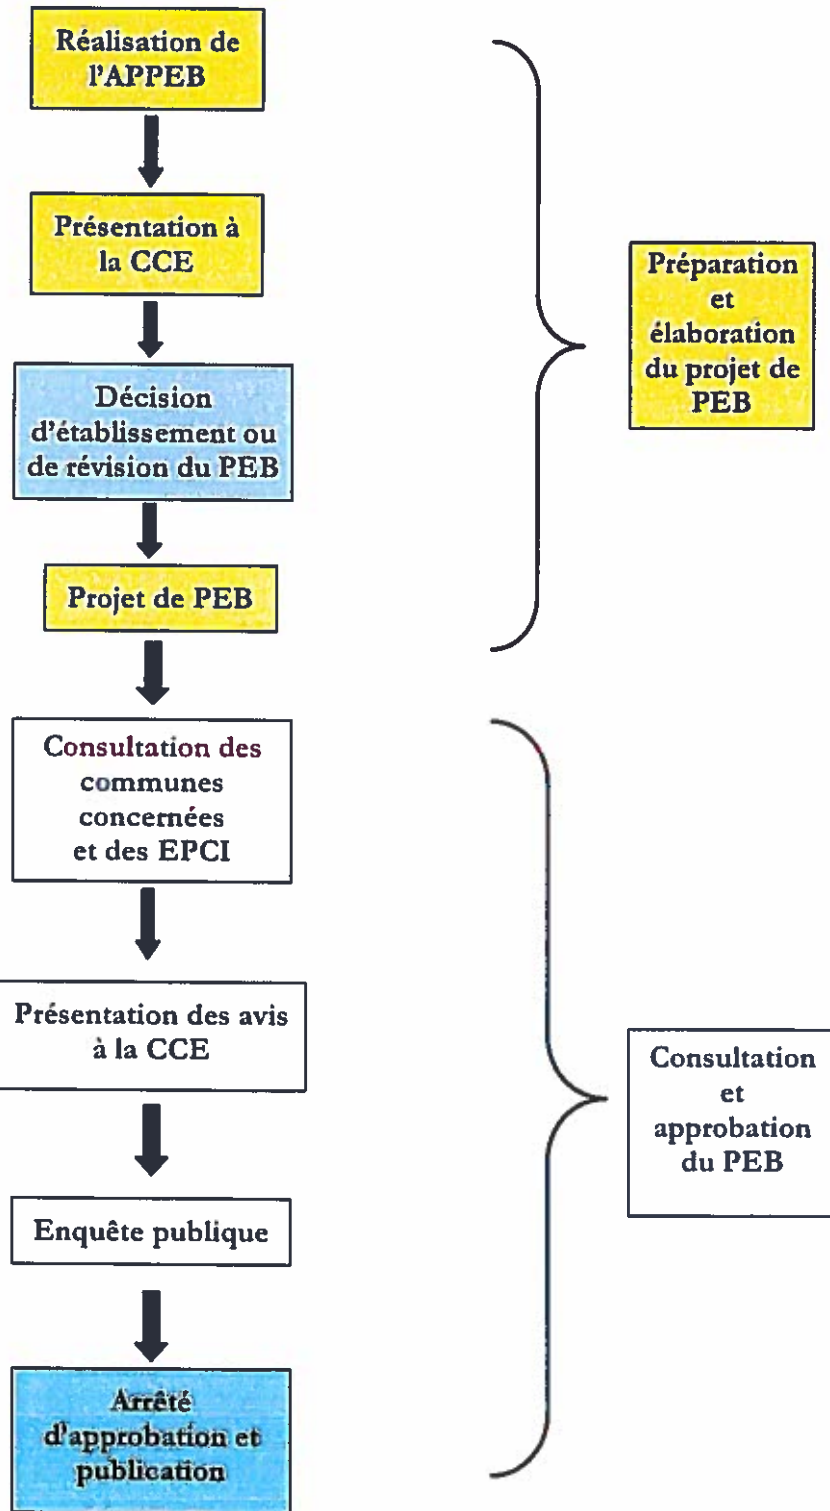 Réalisation de
l'APPEB
Présentation à
la CCE
Décision
d'établissement ou
de révision du PEB
Projet de PEB
Préparation
et
élaboration
du projet de
PEB
Consultation des
communes
concernées
et des EPCI
Présentation des avis
à la CCE
Enquête publique
Arrêté
d'approbation et
publication
Consultation
et
approbation
du PEB